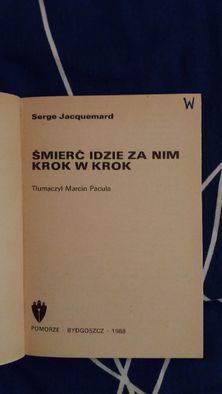 W
Serge Jacquemard
ŚMIERĆ IDZIE ZA NIM
KROK W KROK
Tłumaczył Marcin Pacuła
POMORZE · BYDGOSZCZ · 1988